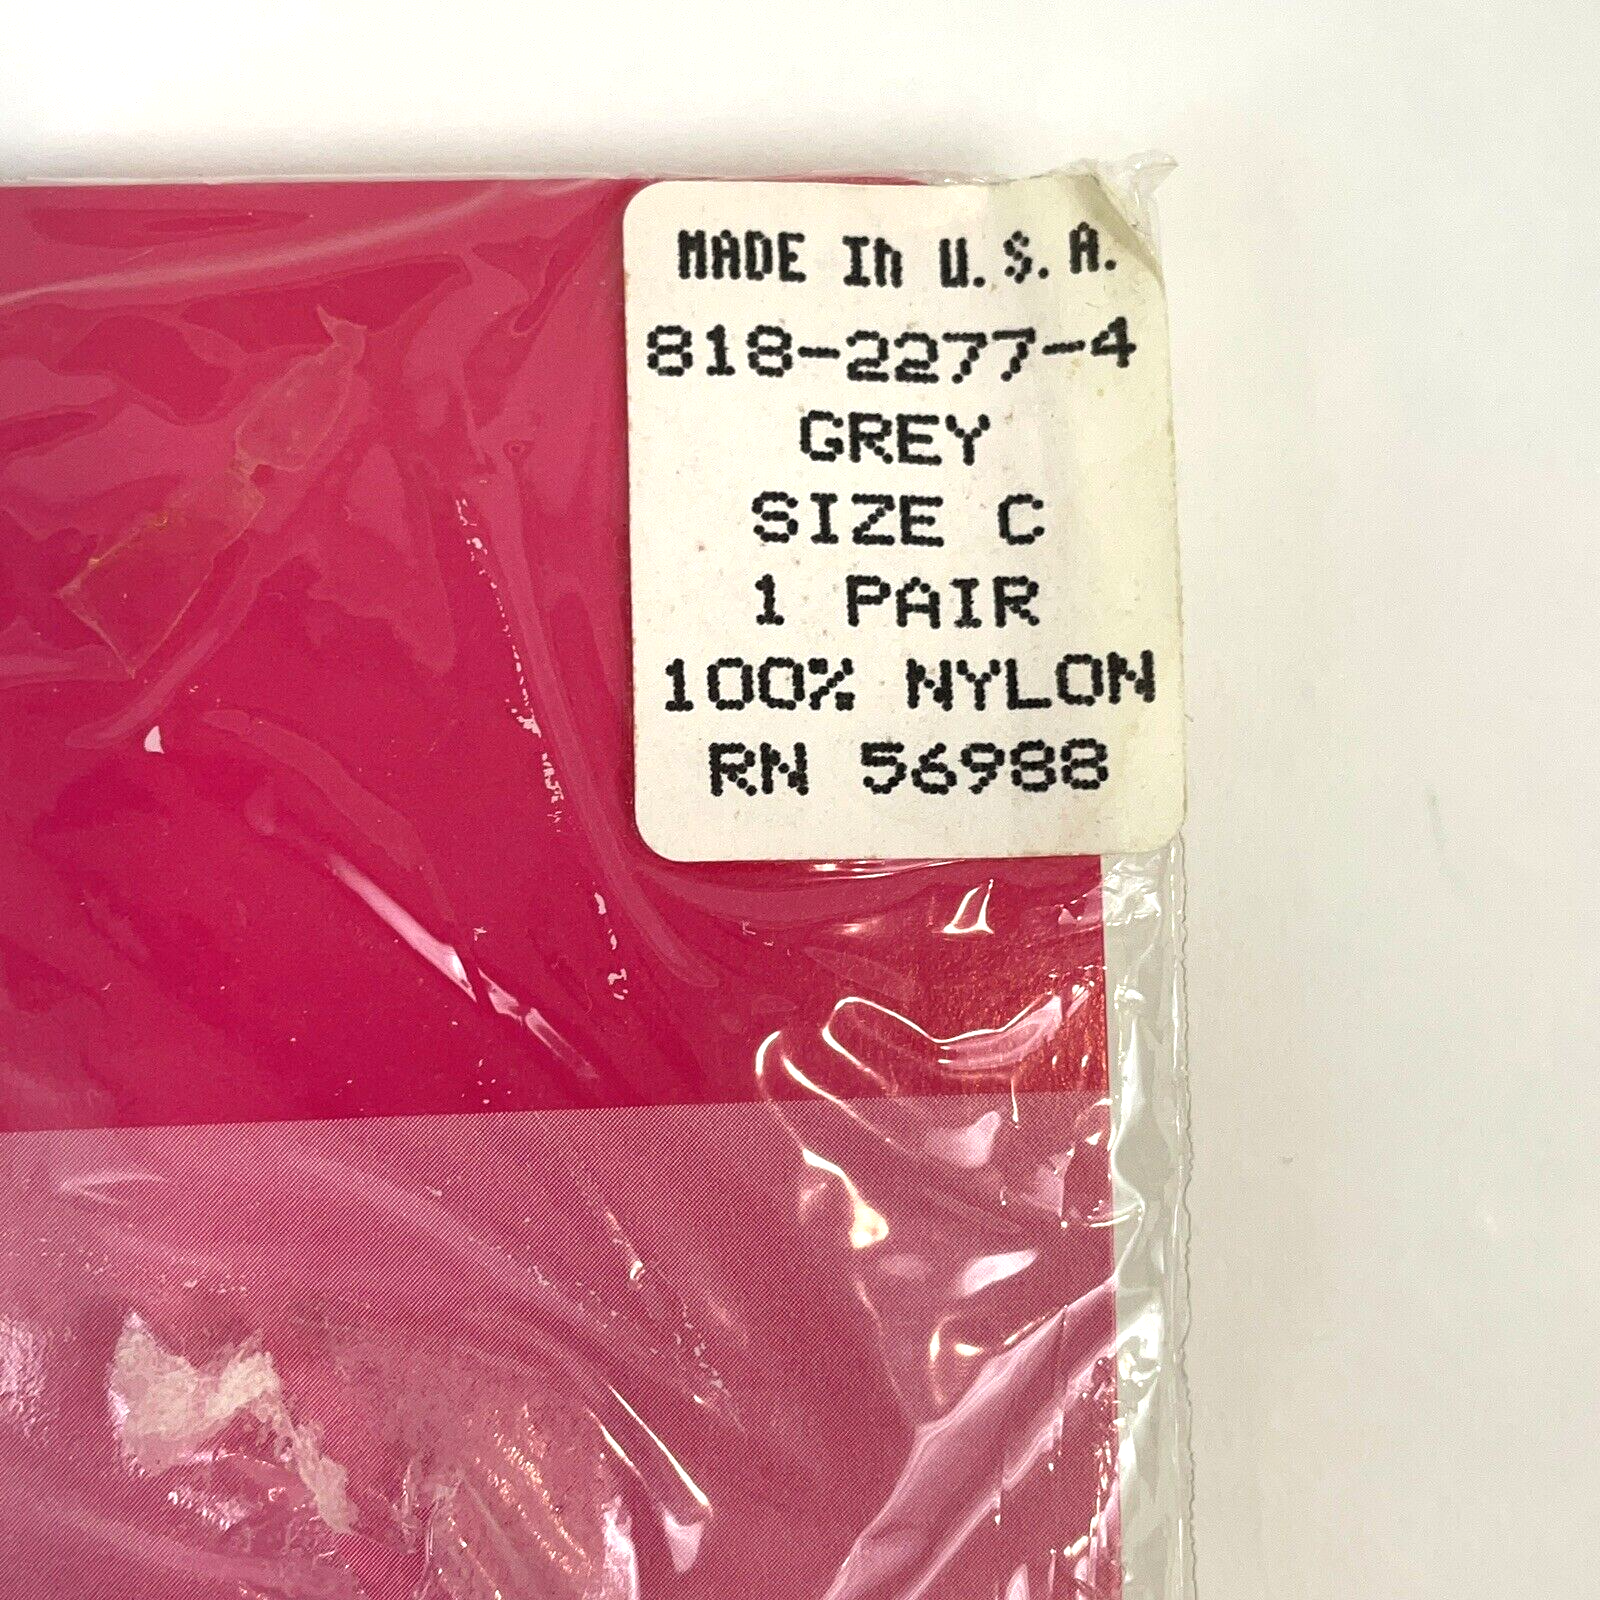 MADE In U.S.A.
818-2277-4
GREY
SIZE C
1 PAIR
100% NYLON
RN 56988